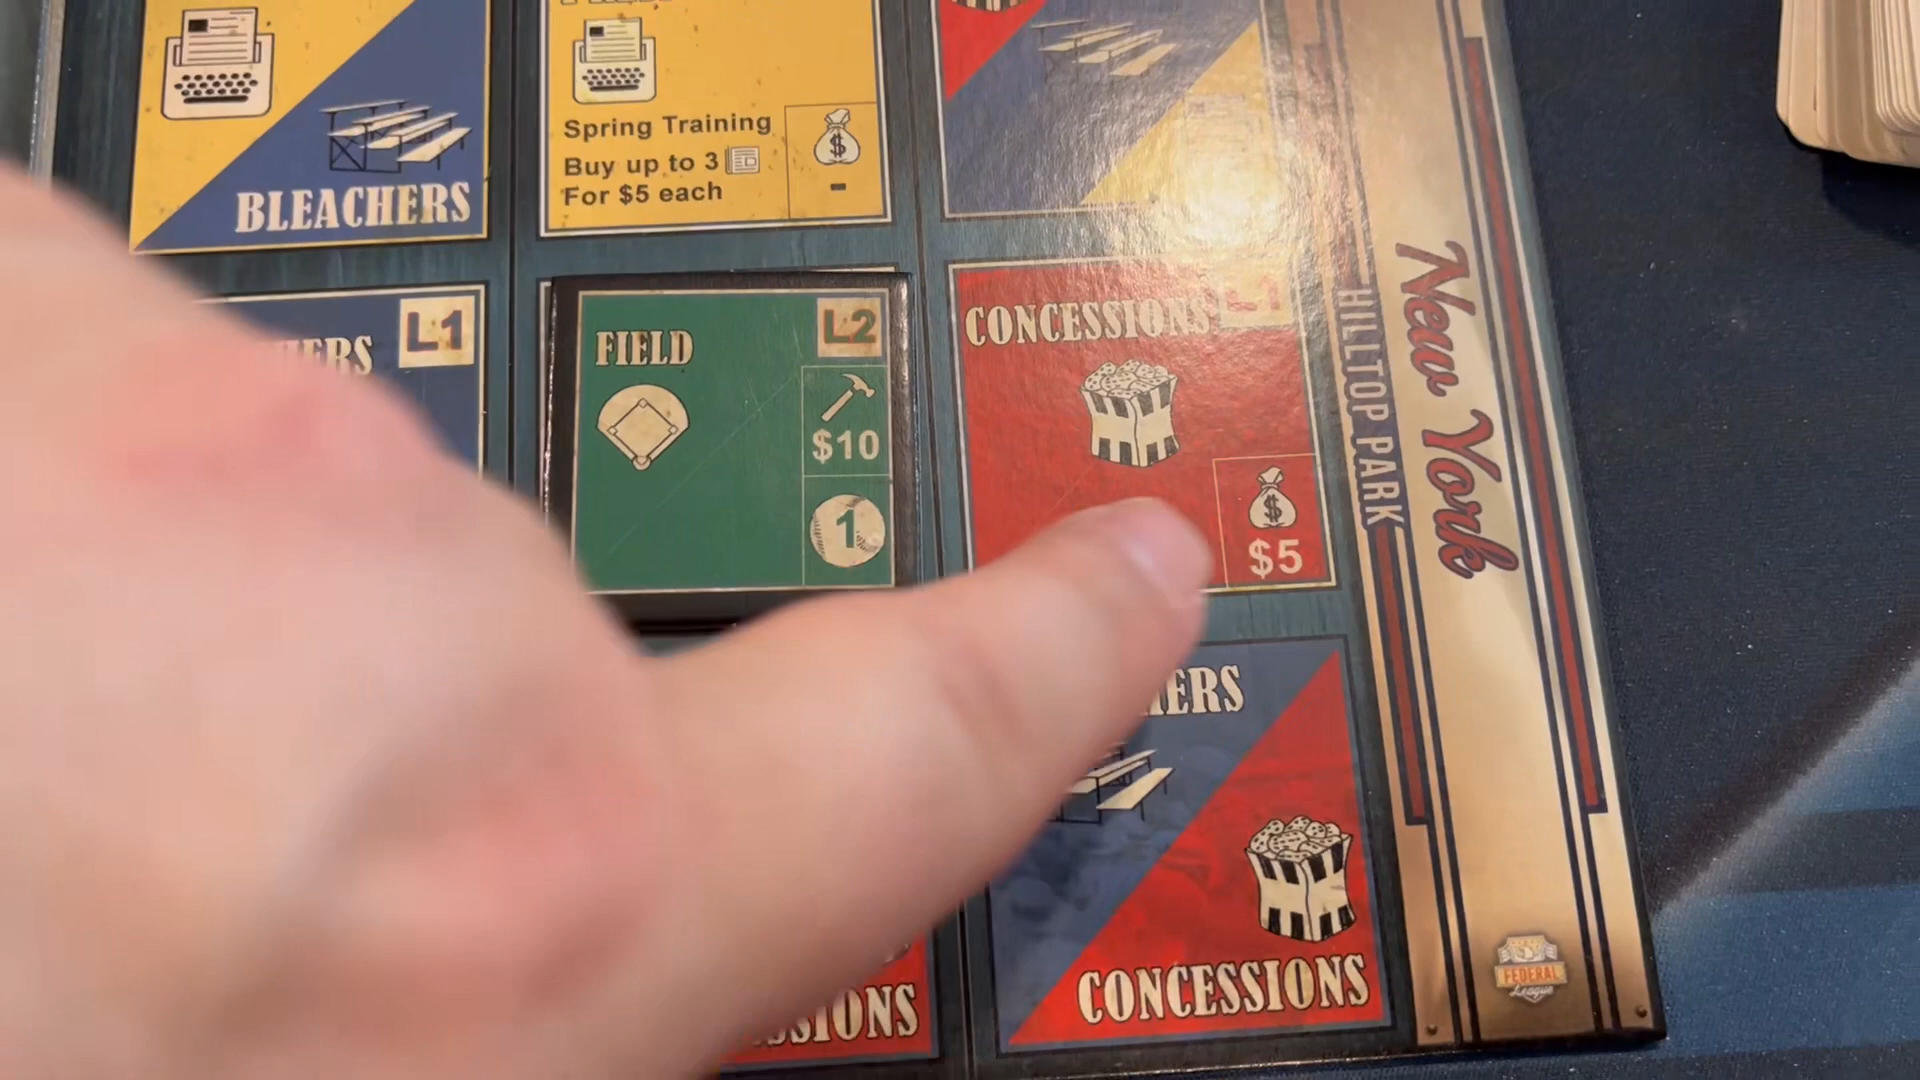 BLEACHERS
Spring Training
Buy up to 3
For $5 each
$
-
L1
FIELD
L2
$10
1
CONCESSIONS
L1
$
$5
CONCESSIONS
New York
HILLTOP PARK
FEDERAL
League